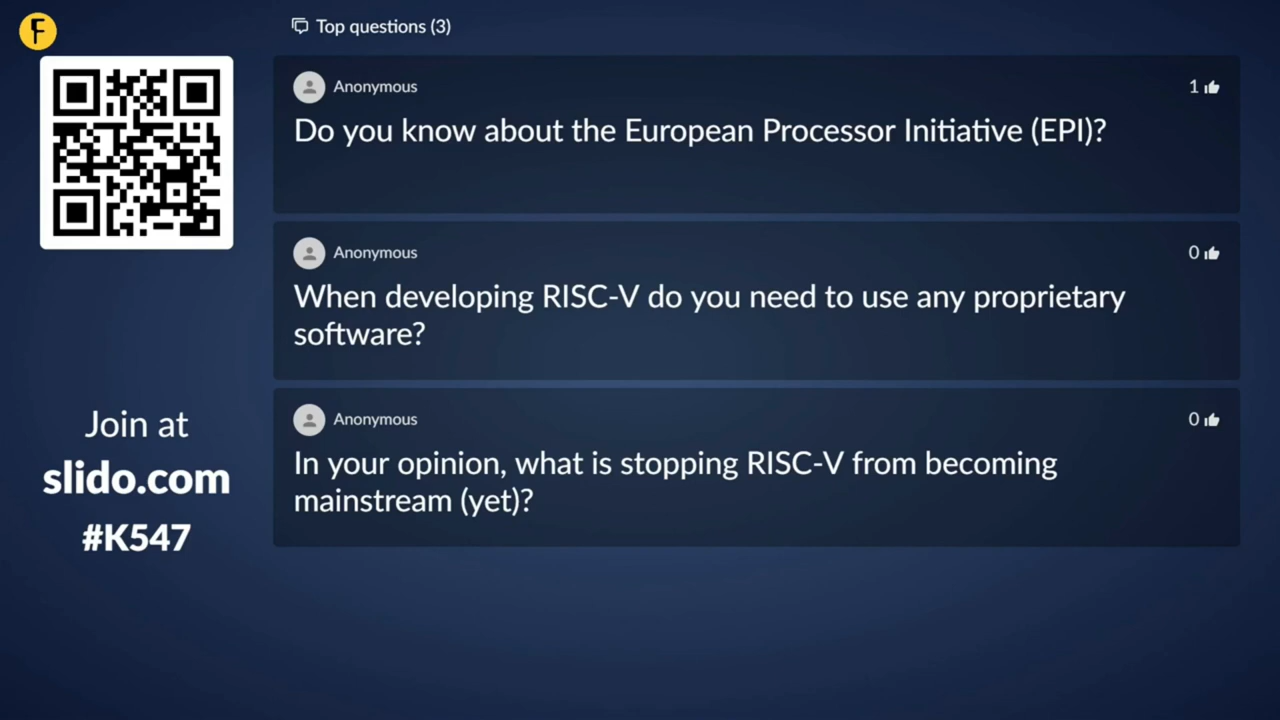 F
Top questions (3)
Anonymous
1
Do you know about the European Processor Initiative (EPI)?
Anonymous
0
When developing RISC-V do you need to use any proprietary
software?
Anonymous
0
In your opinion, what is stopping RISC-V from becoming
mainstream (yet)?
Join at
slido.com
#K547